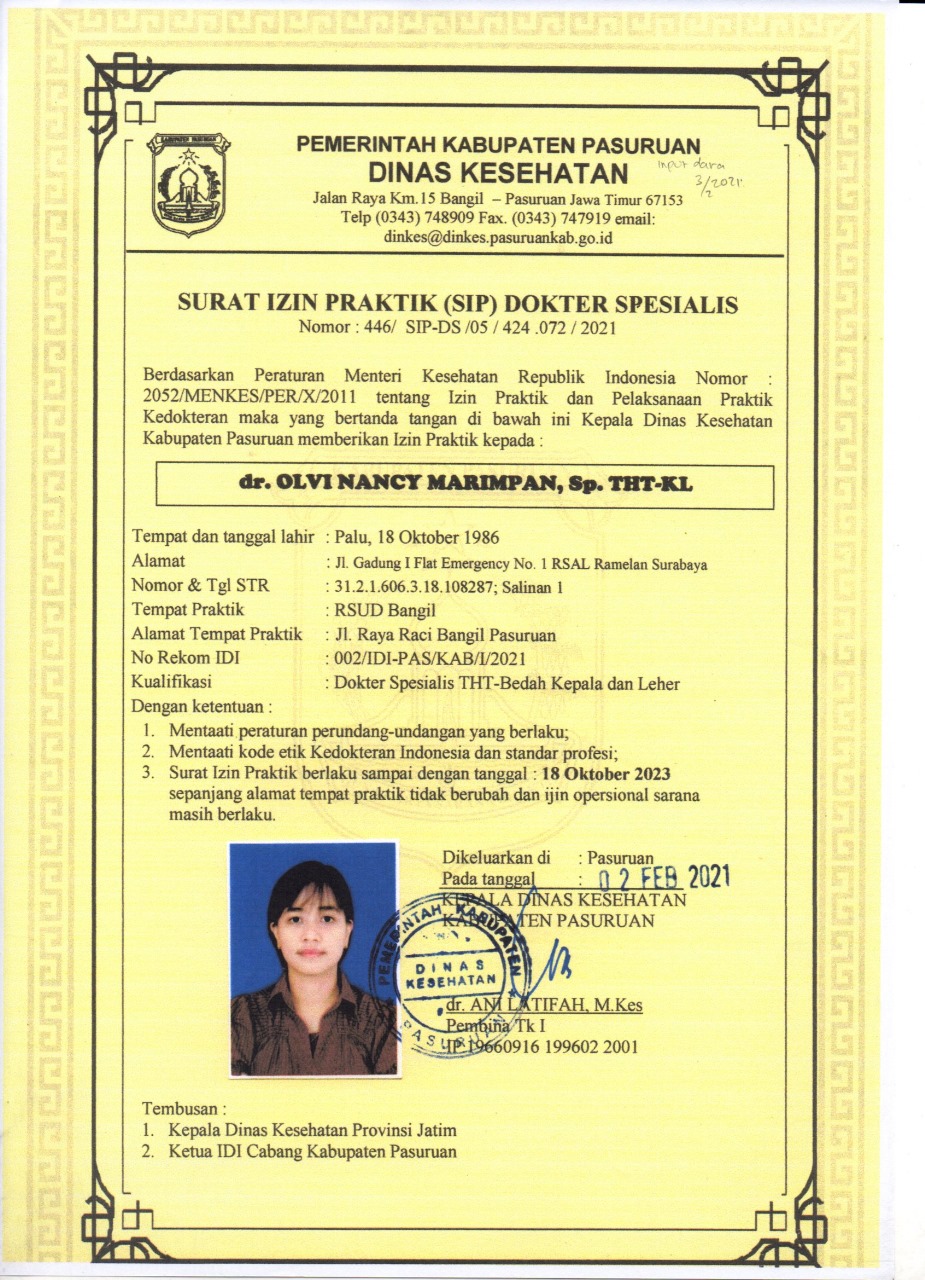 KABUPATEN PASURUAN
PEMERINTAH KABUPATEN PASURUAN
DINAS KESEHATAN
input dara
3/2 2021
Jalan Raya Km.15 Bangil – Pasuruan Jawa Timur 67153
Telp (0343) 748909 Fax. (0343) 747919 email:
dinkes@dinkes.pasuruankab.go.id
SURAT IZIN PRAKTIK (SIP) DOKTER SPESIALIS
Nomor : 446/ SIP-DS /05 / 424 .072 / 2021
Berdasarkan Peraturan Menteri Kesehatan Republik Indonesia Nomor :
2052/MENKES/PER/X/2011 tentang Izin Praktik dan Pelaksanaan Praktik
Kedokteran maka yang bertanda tangan di bawah ini Kepala Dinas Kesehatan
Kabupaten Pasuruan memberikan Izin Praktik kepada :
dr. OLVI NANCY MARIMPAN, Sp. THT-KL
Tempat dan tanggal lahir : Palu, 18 Oktober 1986
Alamat : Jl. Gadung I Flat Emergency No. 1 RSAL Ramelan Surabaya
Nomor & Tgl STR : 31.2.1.606.3.18.108287; Salinan 1
Tempat Praktik : RSUD Bangil
Alamat Tempat Praktik : Jl. Raya Raci Bangil Pasuruan
No Rekom IDI : 002/IDI-PAS/KAB/I/2021
Kualifikasi : Dokter Spesialis THT-Bedah Kepala dan Leher
Dengan ketentuan :
1. Mentaati peraturan perundang-undangan yang berlaku;
2. Mentaati kode etik Kedokteran Indonesia dan standar profesi;
3. Surat Izin Praktik berlaku sampai dengan tanggal : 18 Oktober 2023
sepanjang alamat tempat praktik tidak berubah dan ijin opersional sarana
masih berlaku.
Dikeluarkan di : Pasuruan
Pada tanggal : 02 FEB 2021
KEPALA DINAS KESEHATAN
KABUPATEN PASURUAN
PEMERINTAH KABUPATEN
DINAS
KESEHATAN
PASURUAN
dr. ANI LATIFAH, M.Kes
Pembina Tk I
IP 19660916 199602 2001
Tembusan :
1. Kepala Dinas Kesehatan Provinsi Jatim
2. Ketua IDI Cabang Kabupaten Pasuruan